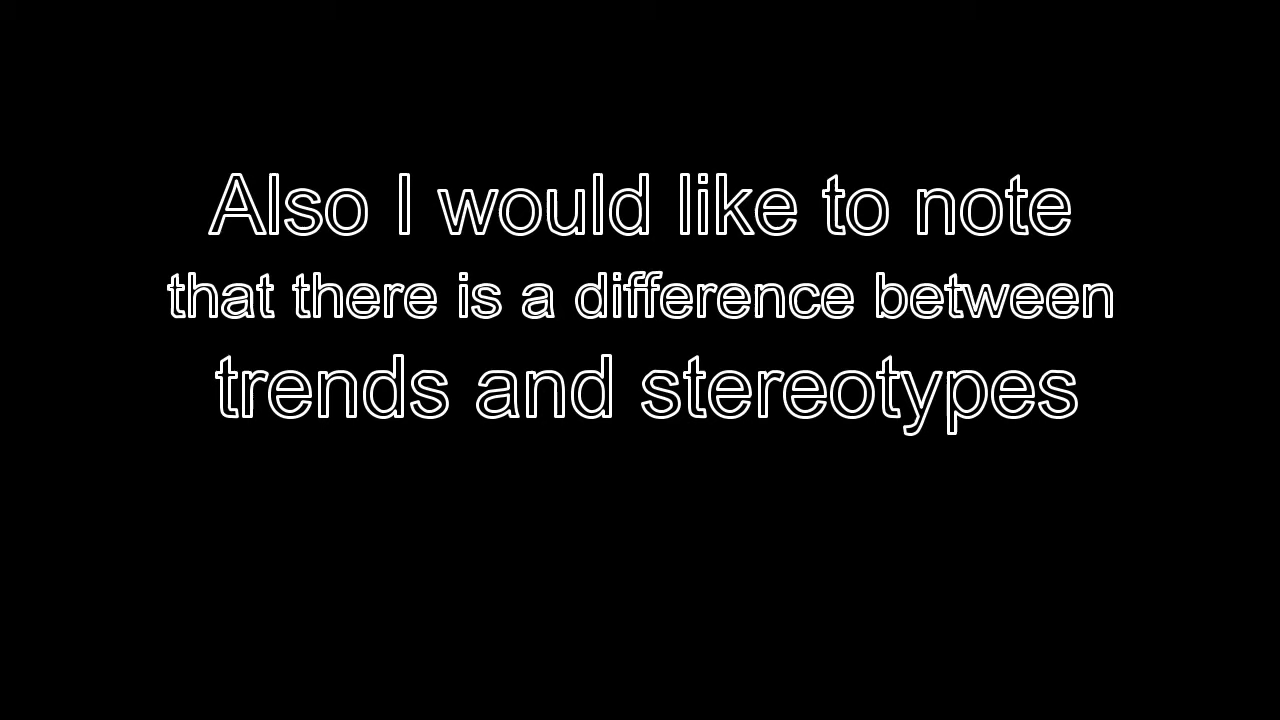 Also I would like to note
that there is a difference between
trends and stereotypes